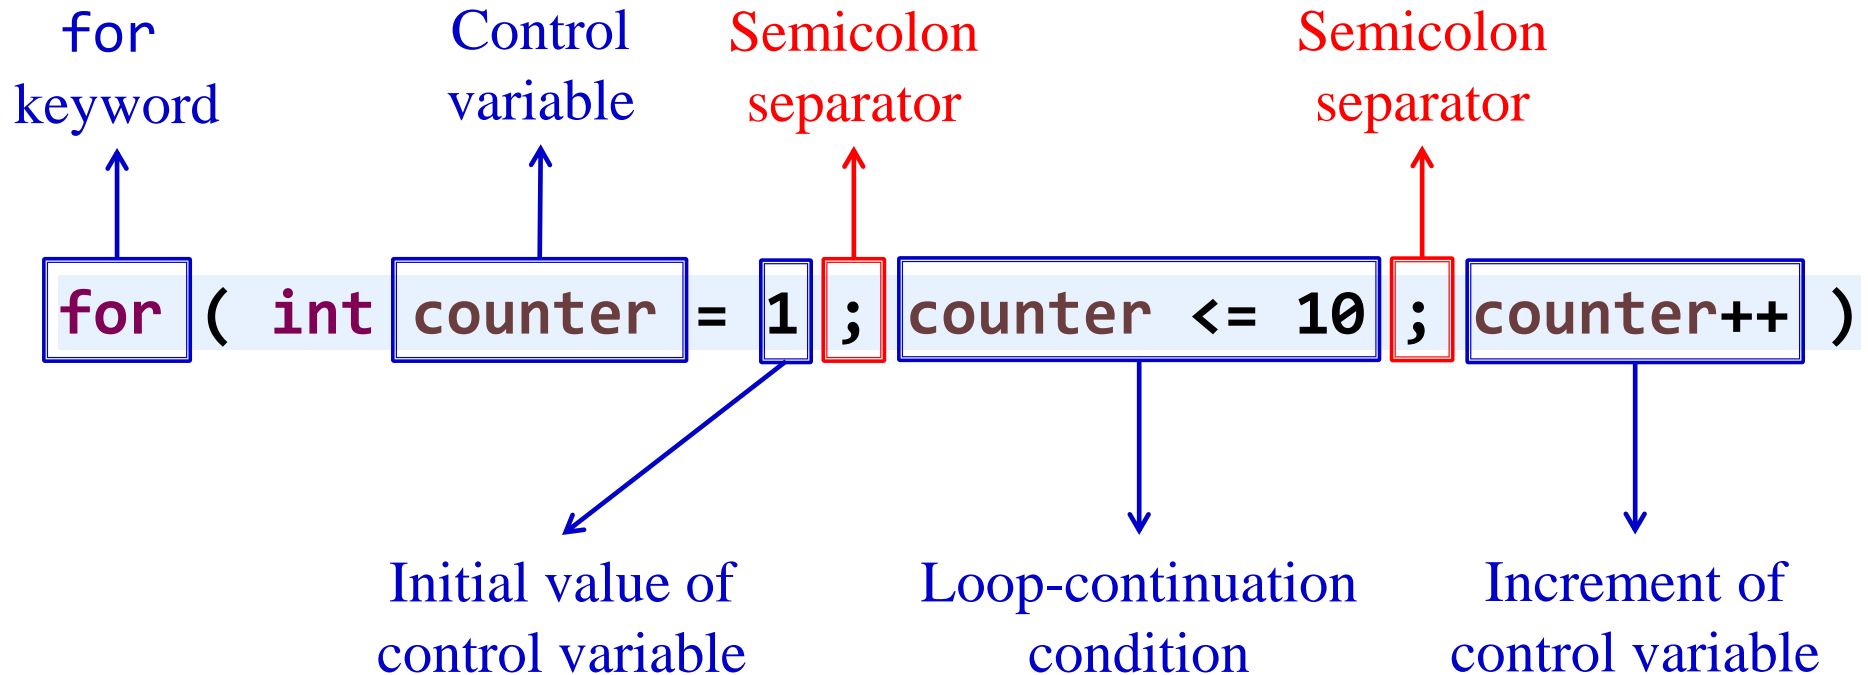 for
keyword
Control
variable
Semicolon
separator
Semicolon
separator
for ( int counter = 1 ; counter <= 10 ; counter++ )
Initial value of
control variable
Loop-continuation
condition
Increment of
control variable